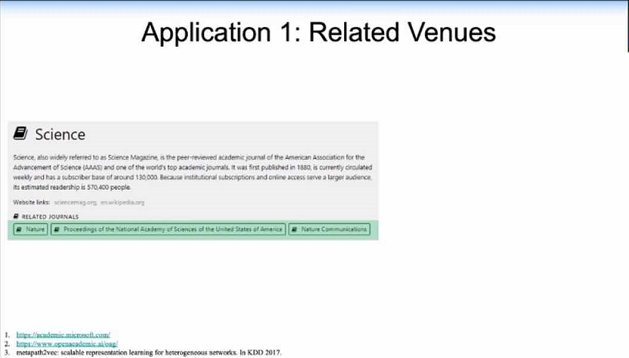 Application 1: Related Venues
Science
Science, also widely referred to as Science Magazine, is the peer-reviewed academic journal of the American Association for the
Advancement of Science (AAAS) and one of the world's top academic journals. It was first published in 1880, is currently circulated
weekly and has a subscriber base of around 130,000. Because institutional subscriptions and online access serve a larger audience,
its estimated readership is 570,400 people.
Website links: sciencemag.org en.wikipedia.org
RELATED JOURNALS
Nature Proceedings of the National Academy of Sciences of the United States of America Nature Communications
1. https://academic.microsoft.com/
2. https://www.openacademic.ai/oag/
3. metapath2vec: scalable representation learning for heterogeneous networks. In KDD 2017.